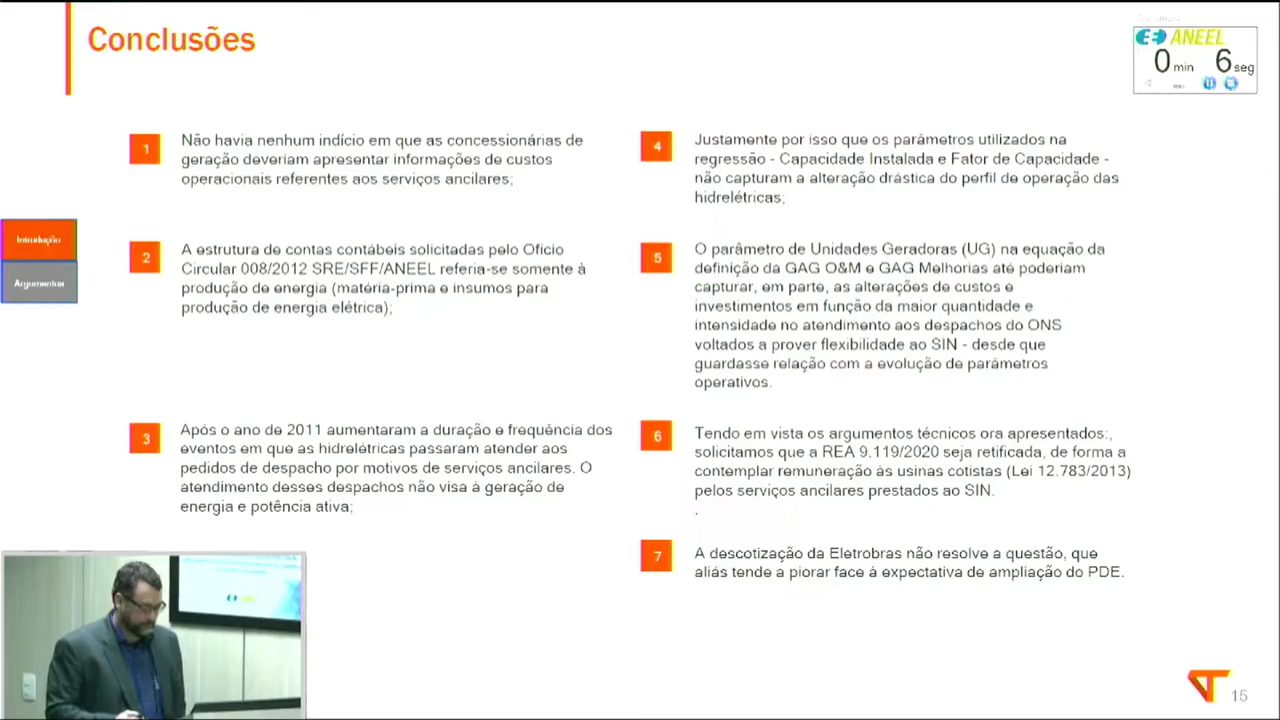 Conclusões
ANEEL
0 min 6 seg
1
Não havia nenhum indício em que as concessionárias de
geração deveriam apresentar informações de custos
operacionais referentes aos serviços ancilares;
Introdução
Argumentos
2
A estrutura de contas contábeis solicitadas pelo Ofício
Circular 008/2012 SRE/SFF/ANEEL referia-se somente à
produção de energia (matéria-prima e insumos para
produção de energia elétrica);
3
Após o ano de 2011 aumentaram a duração e frequência dos
eventos em que as hidrelétricas passaram atender aos
pedidos de despacho por motivos de serviços ancilares. O
atendimento desses despachos não visa à geração de
energia e potência ativa;
4
Justamente por isso que os parâmetros utilizados na
regressão - Capacidade Instalada e Fator de Capacidade -
não capturam a alteração drástica do perfil de operação das
hidrelétricas;
5
O parâmetro de Unidades Geradoras (UG) na equação da
definição da GAG O&M e GAG Melhorias até poderiam
capturar, em parte, as alterações de custos e
investimentos em função da maior quantidade e
intensidade no atendimento aos despachos do ONS
voltados a prover flexibilidade ao SIN - desde que
guardasse relação com a evolução de parâmetros
operativos.
6
Tendo em vista os argumentos técnicos ora apresentados;,
solicitamos que a REA 9.119/2020 seja retificada, de forma a
contemplar remuneração às usinas cotistas (Lei 12.783/2013)
pelos serviços ancilares prestados ao SIN.
.
7
A descotização da Eletrobras não resolve a questão, que
aliás tende a piorar face à expectativa de ampliação do PDE.
15